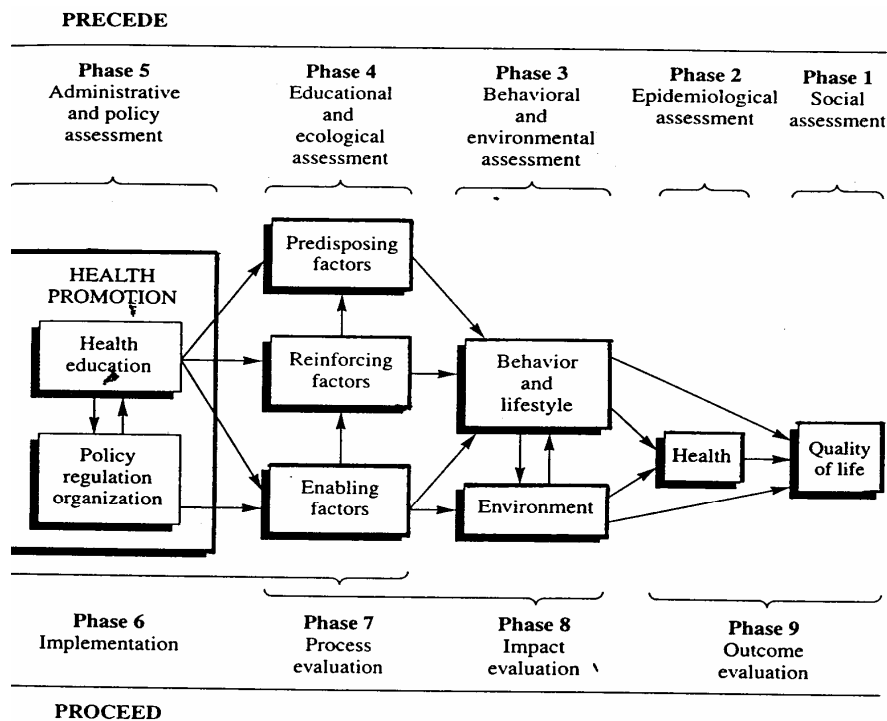 PRECEDE
Phase 5
Administrative
and policy
assessment
Phase 4
Educational
and
ecological
assessment
Phase 3
Behavioral
and
environmental
assessment
Phase 2
Epidemiological
assessment
Phase 1
Social
assessment
HEALTH
PROMOTION
Health
education
Policy
regulation
organization
Predisposing
factors
Reinforcing
factors
Enabling
factors
Behavior
and
lifestyle
Environment
Health
Quality
of life
Phase 6
Implementation
Phase 7
Process
evaluation
Phase 8
Impact
evaluation
Phase 9
Outcome
evaluation
PROCEED